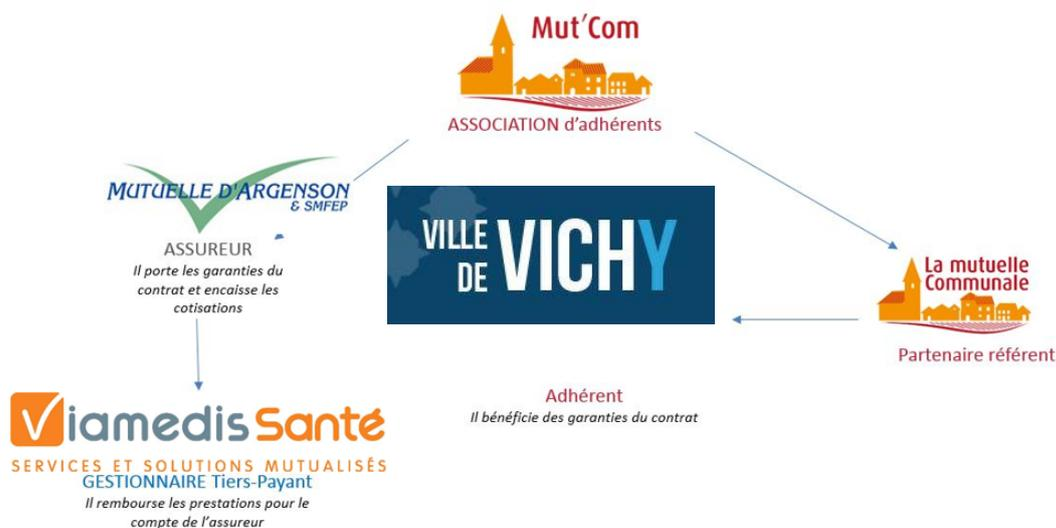 Mut'Com
ASSOCIATION d'adhérents
MUTUELLE D'ARGENSON
& SMFEP
ASSUREUR
Il porte les garanties du
contrat et encaisse les
cotisations
VILLE
DE VICHY
La mutuelle
Communale
Partenaire référent
Adhérent
Il bénéficie des garanties du contrat
Viamedis Santé
SERVICES ET SOLUTIONS MUTUALISÉS
GESTIONNAIRE Tiers-Payant
Il rembourse les prestations pour le
compte de l'assureur